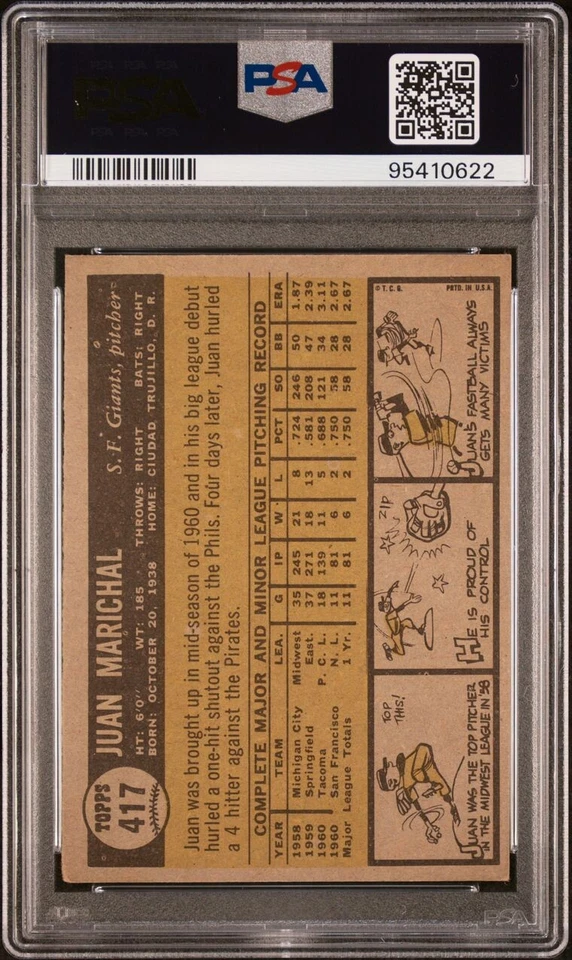 PSA
PSA
95410622
TOPPS
417
JUAN MARICHAL
S. F. Giants, pitcher
HT: 6'0" WT: 185 THROWS: RIGHT BATS: RIGHT
BORN: OCTOBER 20, 1938 HOME: CIUDAD TRUJILLO, D. R.
Juan was brought up in mid-season of 1960 and in his big league debut
hurled a one-hit shutout against the Phils. Four days later, Juan hurled
a 4 hitter against the Pirates.
COMPLETE MAJOR AND MINOR LEAGUE PITCHING RECORD
YEAR TEAM LEA. G IP W L PCT SO BB ERA
1958 Michigan City Midwest 35 245 21 8 .724 246 50 1.87
1959 Springfield East. 37 271 18 13 .581 208 47 2.39
1960 Tacoma P. C. L. 18 139 11 5 .688 121 34 3.11
1960 San Francisco N. L. 11 81 6 2 .750 58 28 2.67
Major League Totals 1 Yr. 11 81 6 2 .750 58 28 2.67
TOP
THIS!
JUAN WAS THE TOP PITCHER
IN THE MIDWEST LEAGUE IN '58
ZIP
HE IS PROUD OF
HIS CONTROL
© T. C. G. PRTD. IN U.S.A.
JUAN'S FASTBALL ALWAYS
GETS MANY VICTIMS
PSA